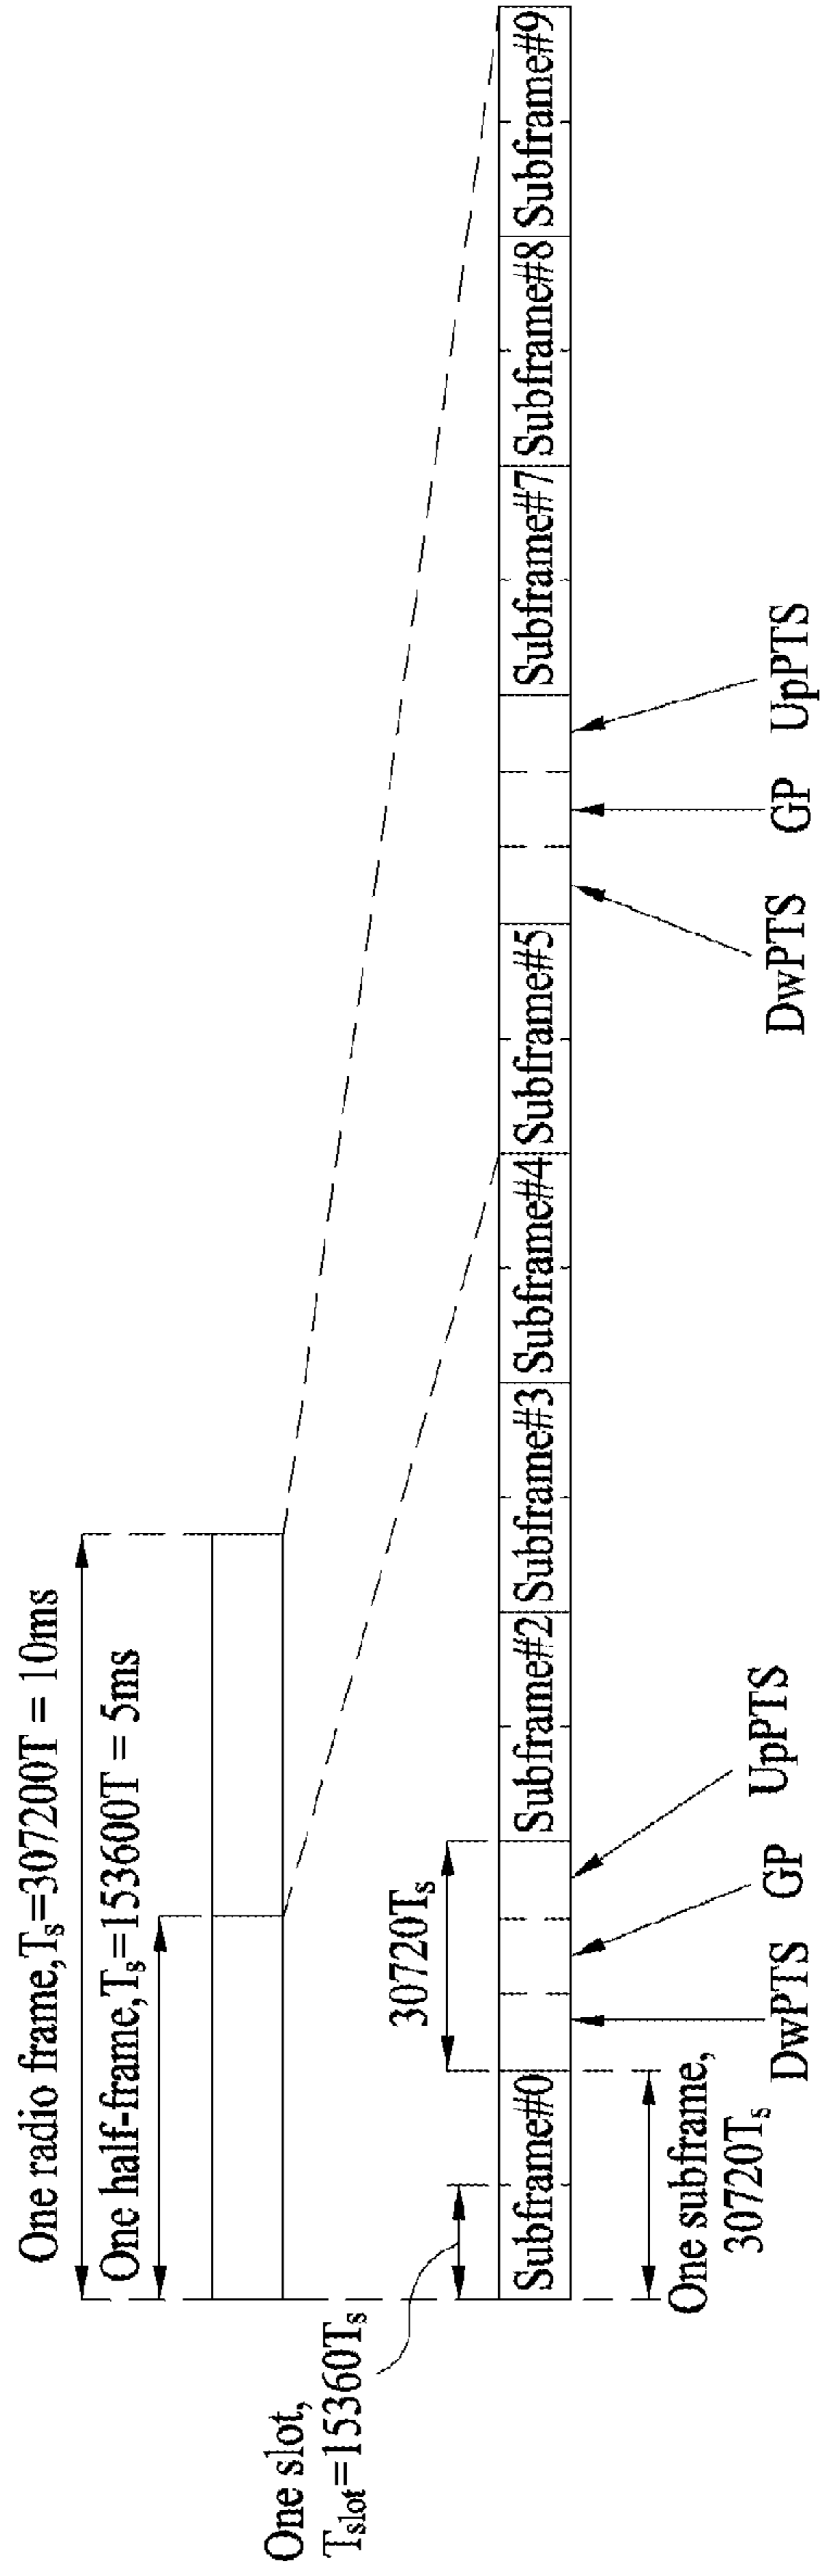 One radio frame,Ts=307200T = 10ms
One half-frame,Ts=153600T = 5ms
One slot,
Tslot=15360Ts
30720Ts
Subframe#0
Subframe#2
Subframe#3
Subframe#4
Subframe#5
Subframe#7
Subframe#8
Subframe#9
One subframe,
30720Ts
DwPTS
GP
UpPTS
DwPTS
GP
UpPTS